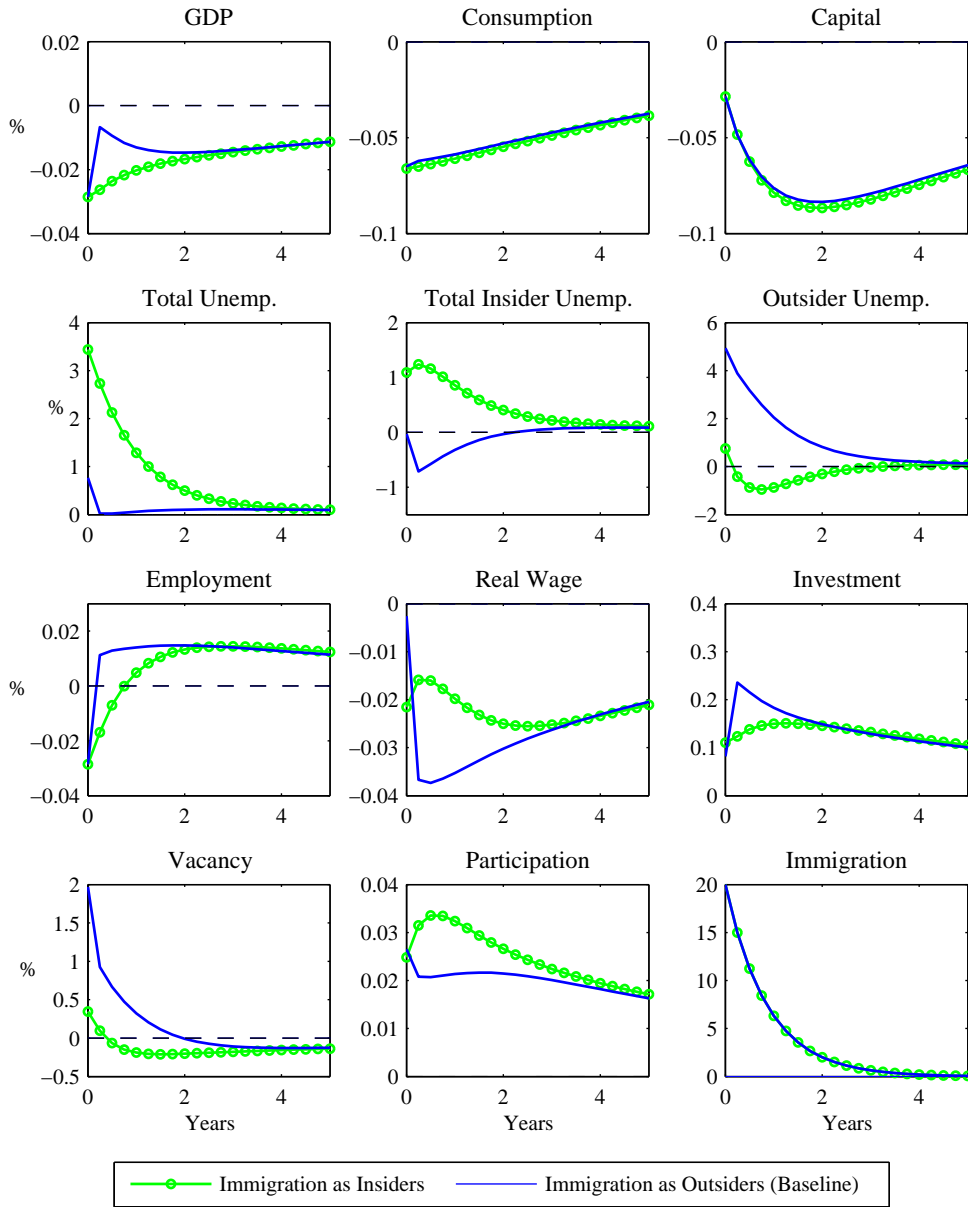 GDP Consumption Capital
0.02 0 0
0
% −0.05 −0.05
−0.02
−0.04 −0.1 −0.1
0 2 4 0 2 4 0 2 4
Total Unemp. Total Insider Unemp. Outsider Unemp.
4 2 6
3 1 4
% 2 0 2
1 −1 0
0 −2
0 2 4 0 2 4 0 2 4
Employment Real Wage Investment
0.02 0 0.4
−0.01 0.3
% 0 −0.02 0.2
−0.02 −0.03 0.1
−0.04 −0.04 0
0 2 4 0 2 4 0 2 4
Vacancy Participation Immigration
2 0.04 20
1.5 0.03 15
% 1 0.02 10
0.5 0.01 5
0
−0.5 0 0
0 2 4 0 2 4 0 2 4
Years Years Years
Immigration as Insiders Immigration as Outsiders (Baseline)